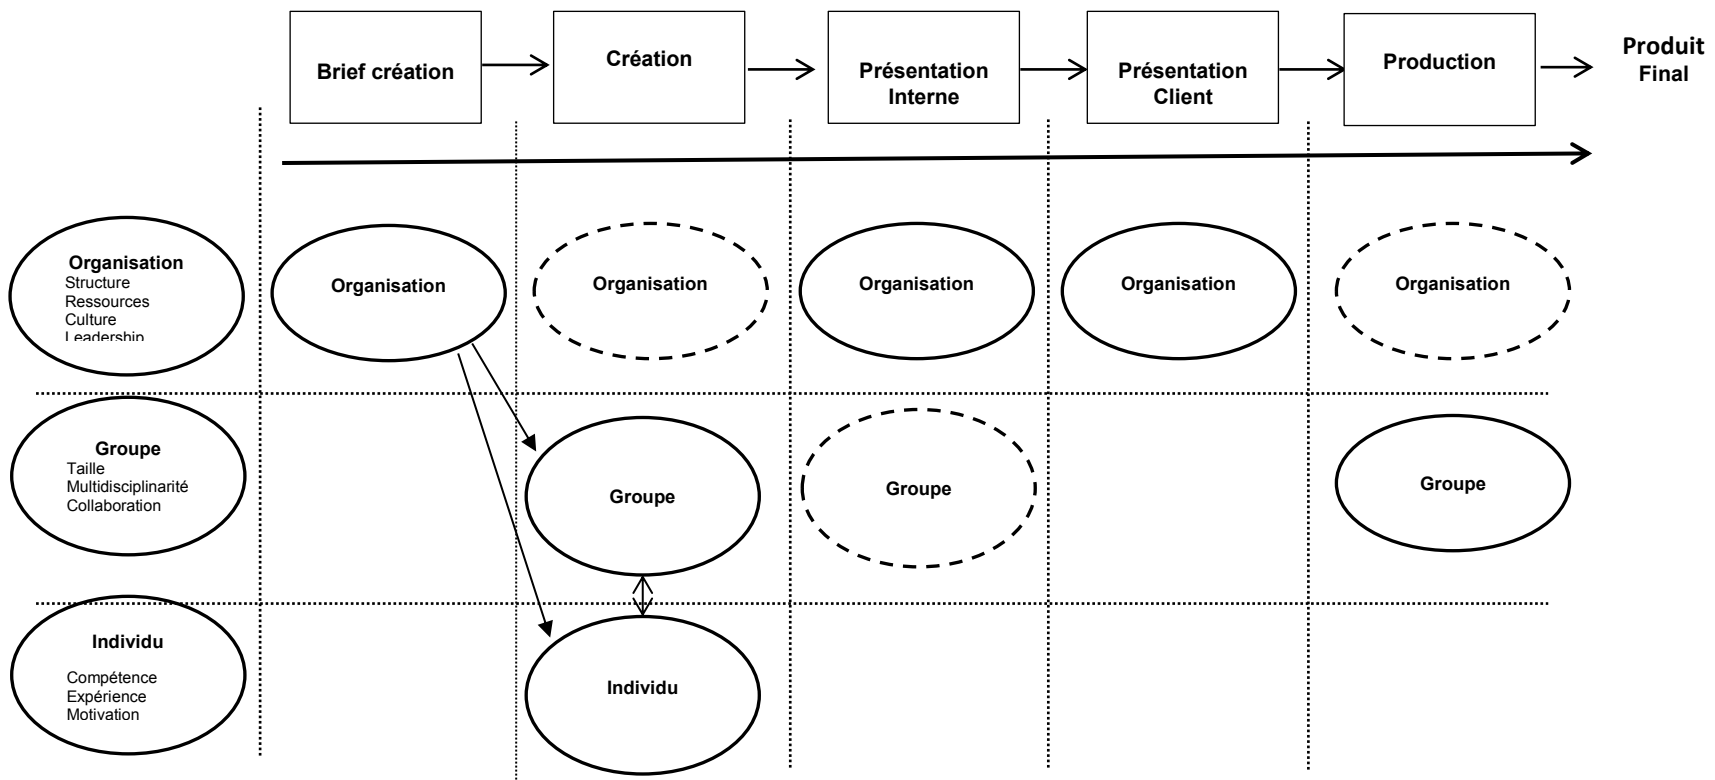 Brief création
Création
Présentation
Interne
Présentation
Client
Production
Produit
Final
Organisation
Structure
Ressources
Culture
Leadership
Organisation
Organisation
Organisation
Organisation
Organisation
Groupe
Taille
Multidisciplinarité
Collaboration
Groupe
Groupe
Groupe
Individu
Compétence
Expérience
Motivation
Individu